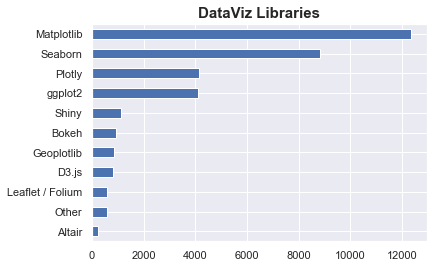 DataViz Libraries
Matplotlib
Seaborn
Plotly
ggplot2
Shiny
Bokeh
Geoplotlib
D3.js
Leaflet / Folium
Other
Altair
0 2000 4000 6000 8000 10000 12000